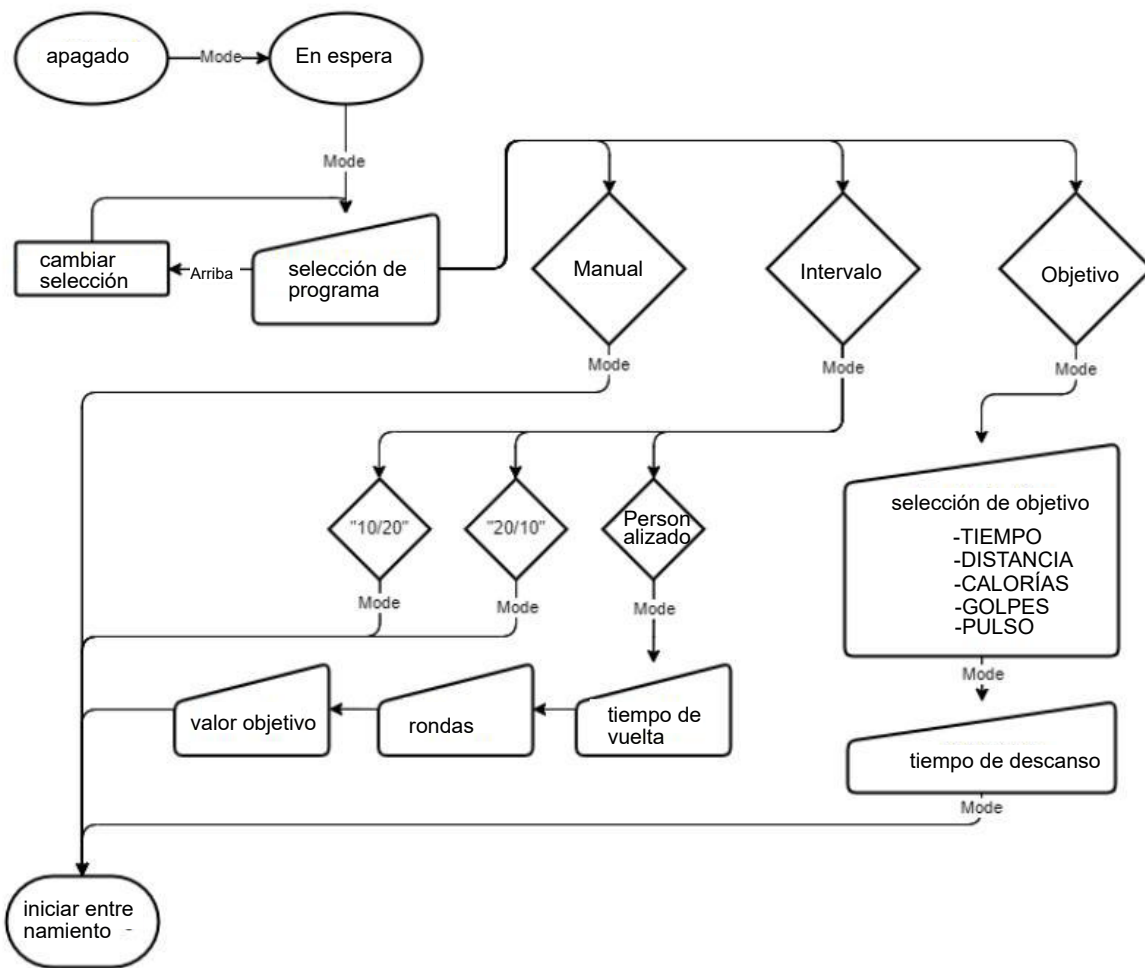 apagado
Mode
En espera
Mode
cambiar
selección
Arriba
selección de
programa
Manual
Intervalo
Objetivo
Mode
Mode
Mode
"10/20"
"20/10"
Person
alizado
selección de objetivo
-TIEMPO
-DISTANCIA
-CALORÍAS
-GOLPES
-PULSO
Mode
Mode
Mode
Mode
valor objetivo
rondas
tiempo de
vuelta
tiempo de descanso
Mode
iniciar entre
namiento -